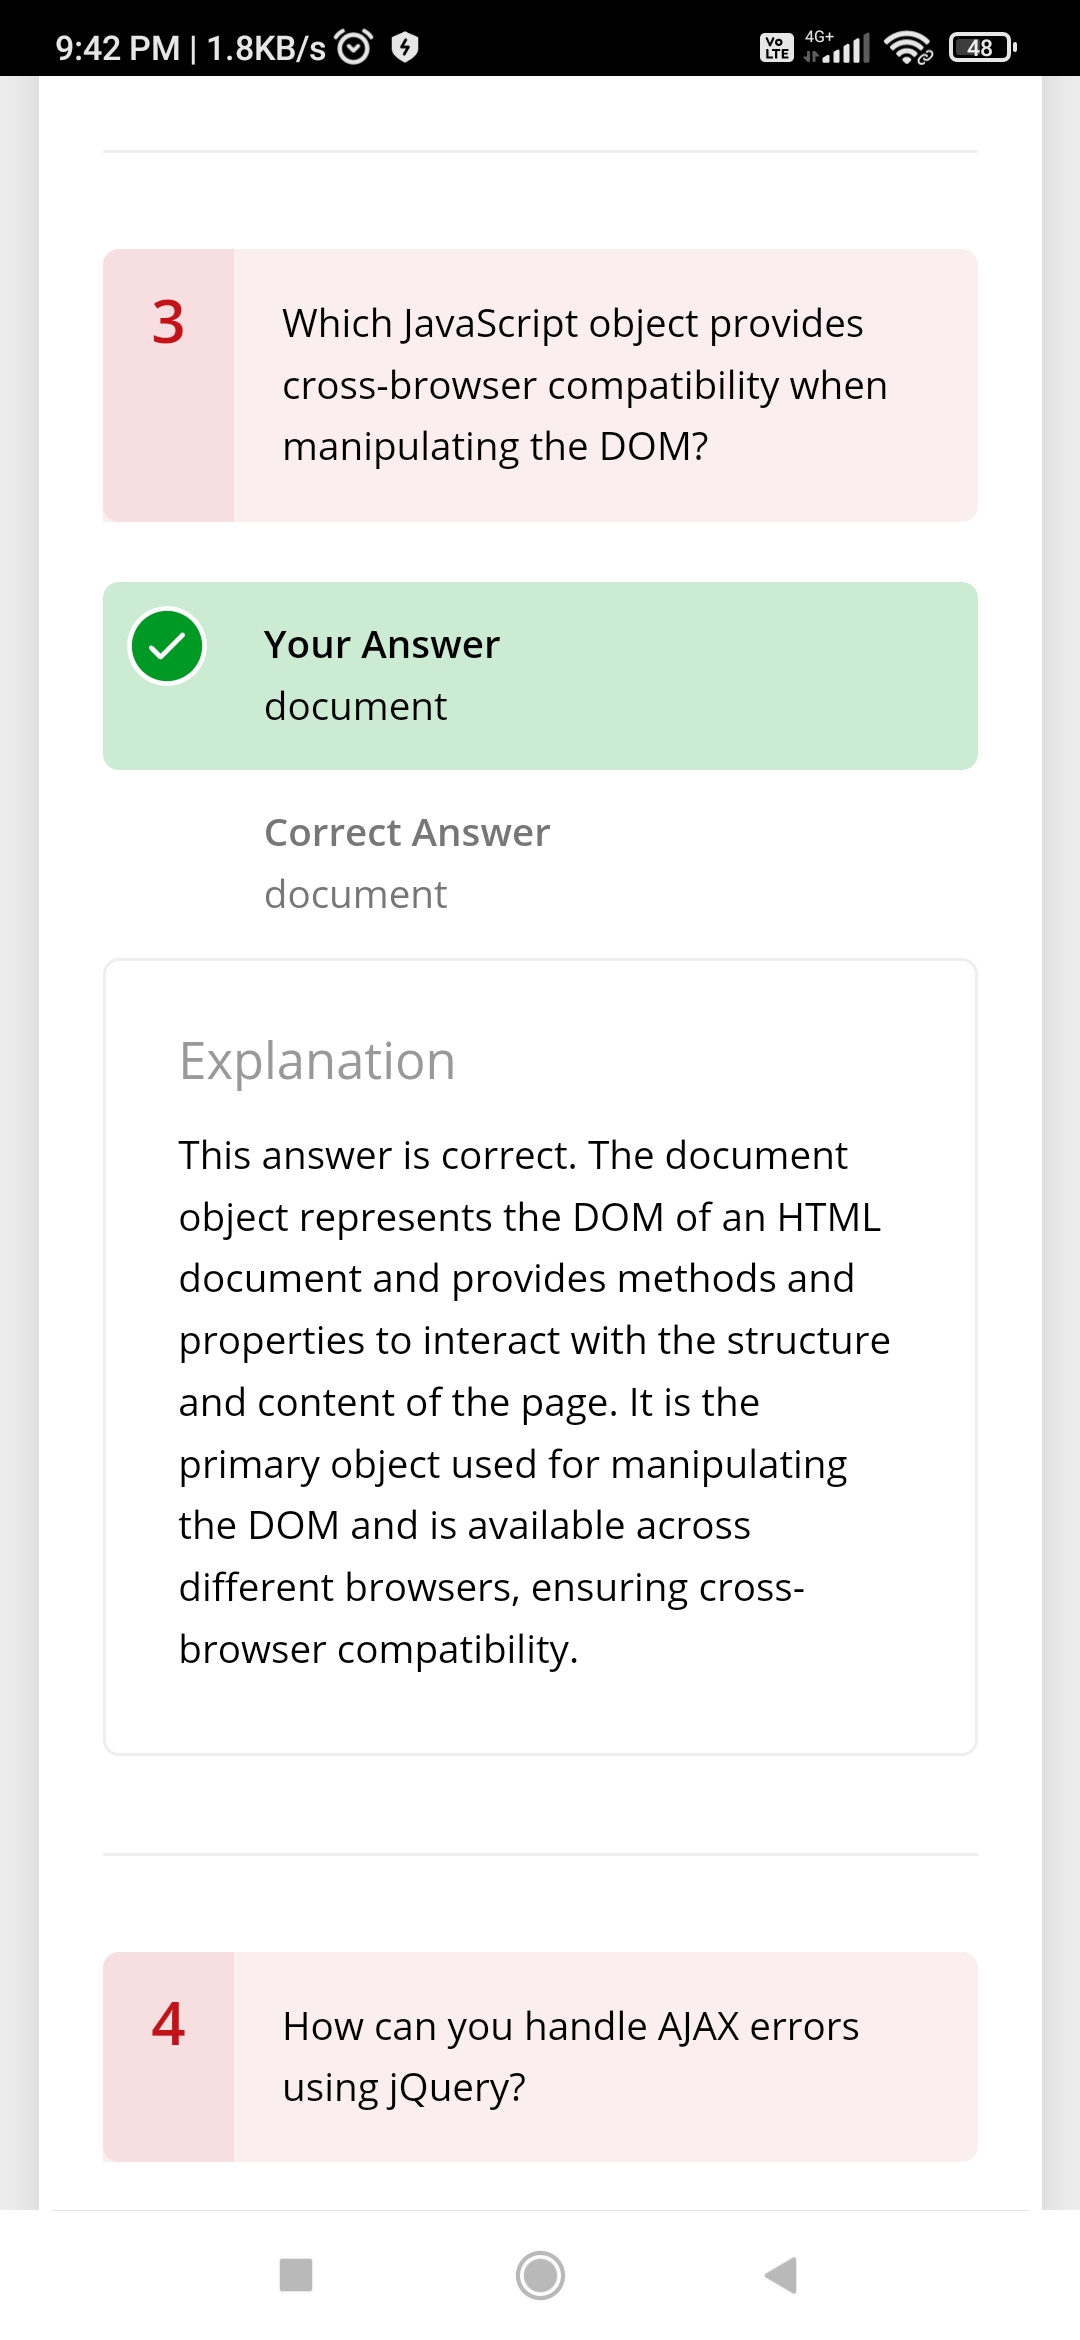 9:42 PM | 1.8KB/s
Vo
LTE
4G+
48
3
Which JavaScript object provides
cross-browser compatibility when
manipulating the DOM?
Your Answer
document
Correct Answer
document
Explanation
This answer is correct. The document
object represents the DOM of an HTML
document and provides methods and
properties to interact with the structure
and content of the page. It is the
primary object used for manipulating
the DOM and is available across
different browsers, ensuring cross-
browser compatibility.
4
How can you handle AJAX errors
using jQuery?